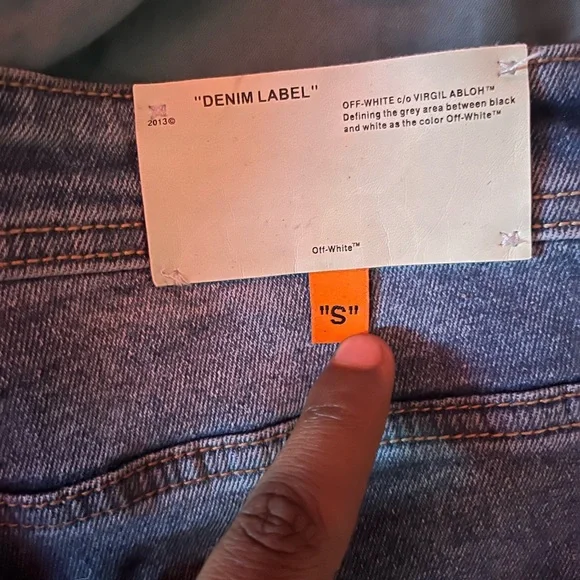 "DENIM LABEL"
2013©
OFF-WHITE c/o VIRGIL ABLOH™
Defining the grey area between black
and white as the color Off-White™
Off-White™
"S"